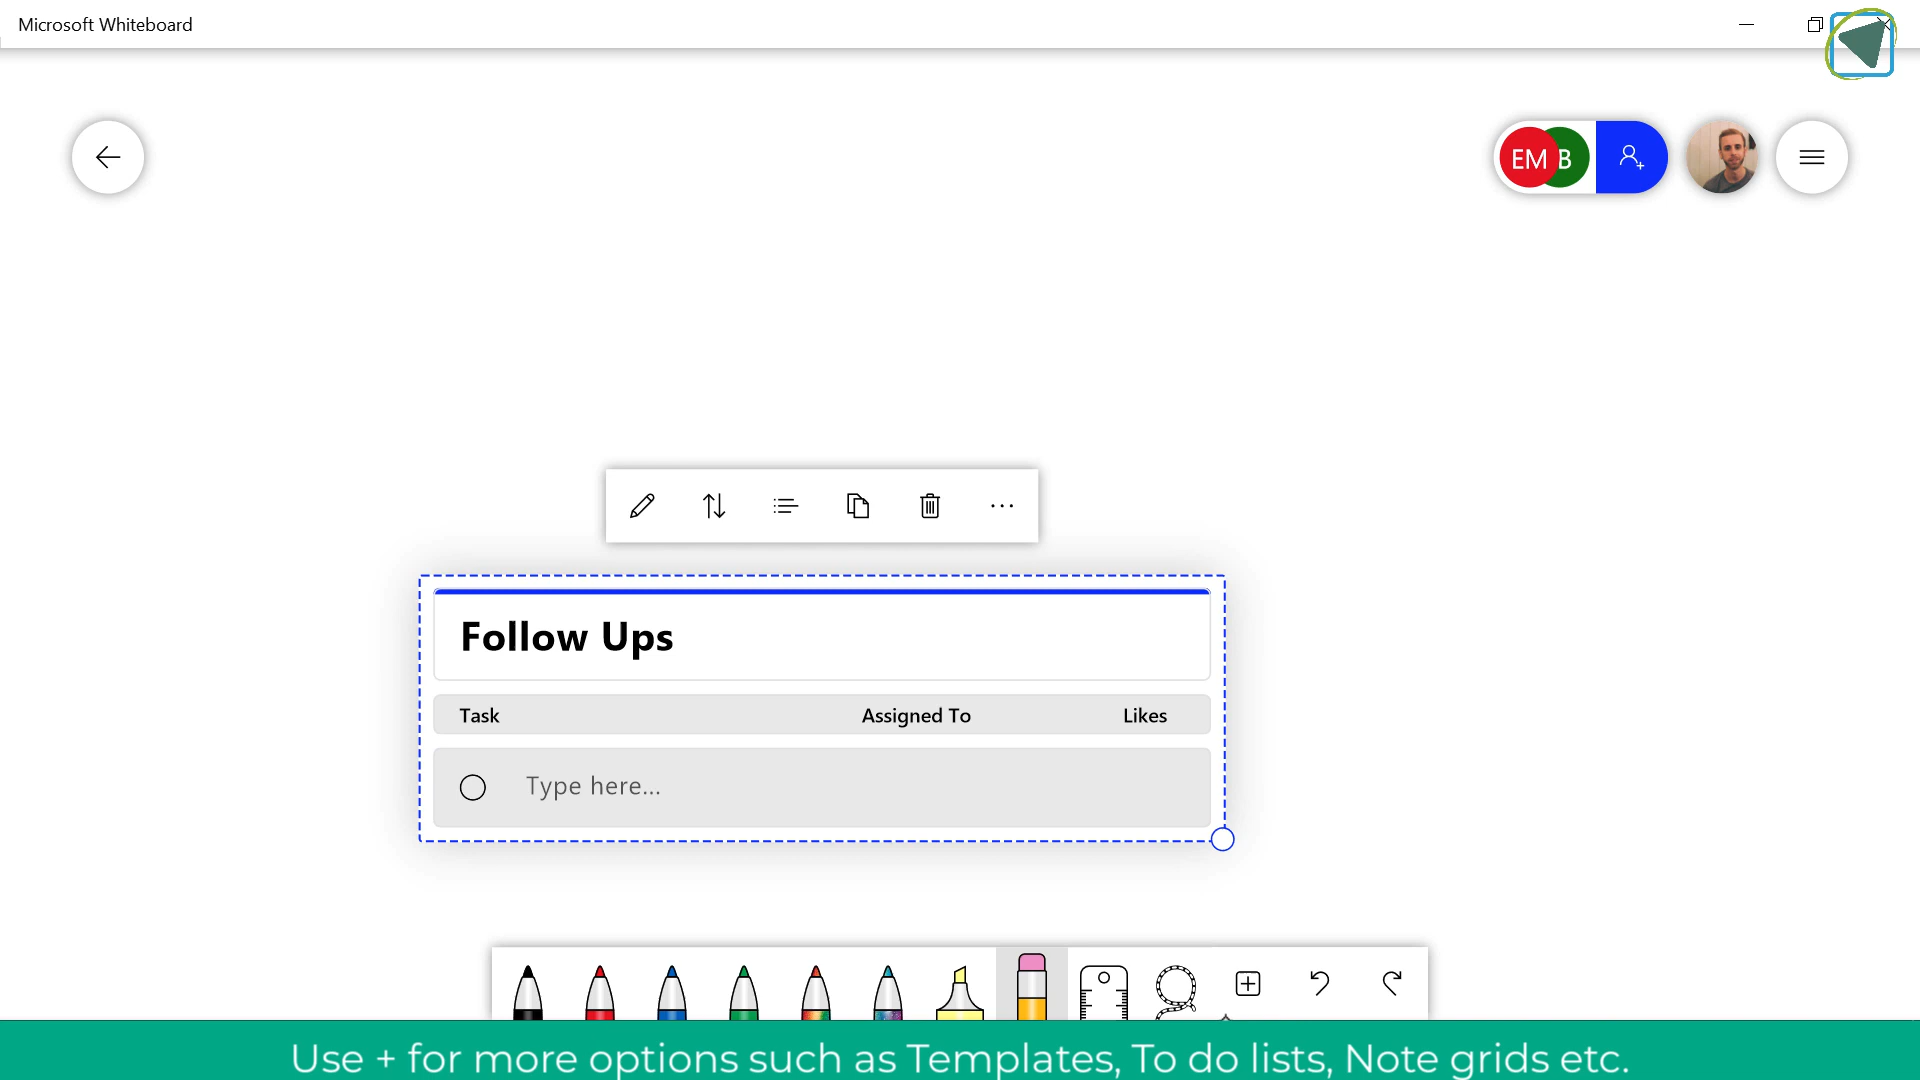 Microsoft Whiteboard
EM B
Follow Ups
Task Assigned To Likes
Type here...
Use + for more options such as Templates, To do lists, Note grids etc.